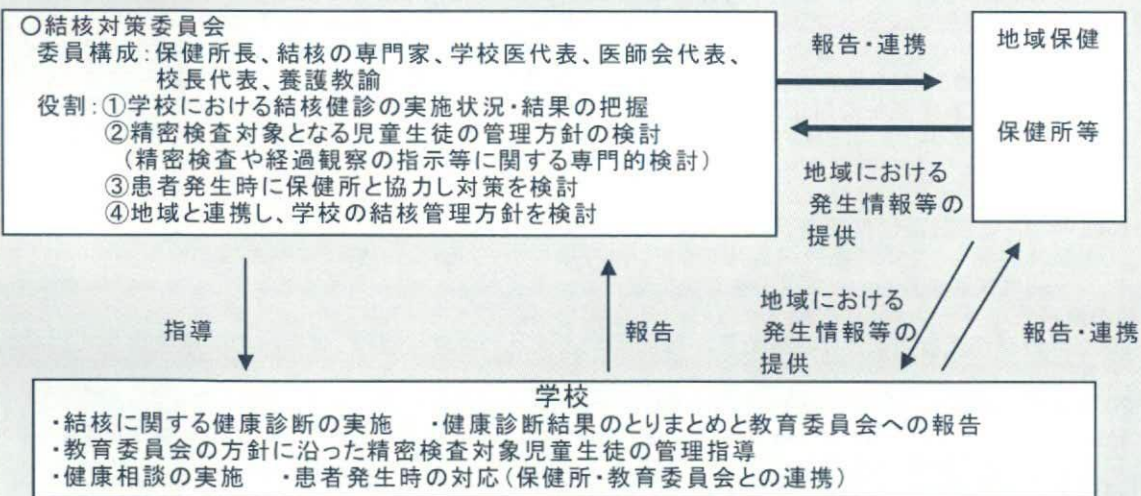 〇結核対策委員会
委員構成:保健所長、結核の専門家、学校医代表、医師会代表、
校長代表、養護教諭
役割:①学校における結核健診の実施状況・結果の把握
②精密検査対象となる児童生徒の管理方針の検討
(精密検査や経過観察の指示等に関する専門的検討)
③患者発生時に保健所と協力し対策を検討
④地域と連携し、学校の結核管理方針を検討
報告・連携
地域保健
保健所等
地域における
発生情報等の
提供
指導
報告
地域における
発生情報等の
提供
報告・連携
学校
・結核に関する健康診断の実施 ・健康診断結果のとりまとめと教育委員会への報告
・教育委員会の方針に沿った精密検査対象児童生徒の管理指導
・健康相談の実施 ・患者発生時の対応(保健所・教育委員会との連携)